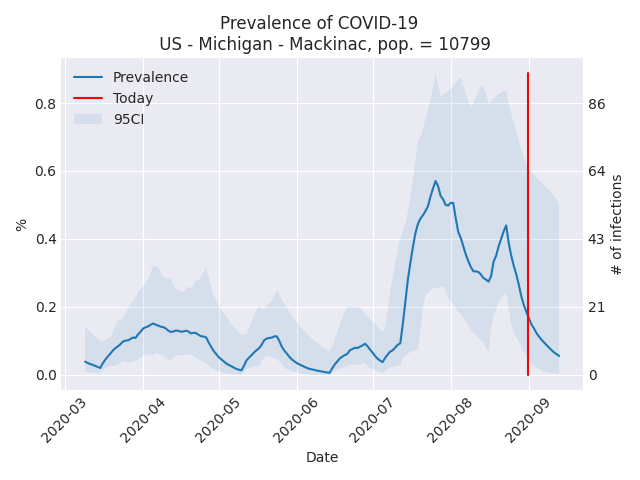 Prevalence of COVID-19
US - Michigan - Mackinac, pop. = 10799
Prevalence
Today
95CI
0.8
0.6
0.4
0.2
0.0
%
86
64
43
21
0
# of infections
2020-03
2020-04
2020-05
2020-06
2020-07
2020-08
2020-09
Date